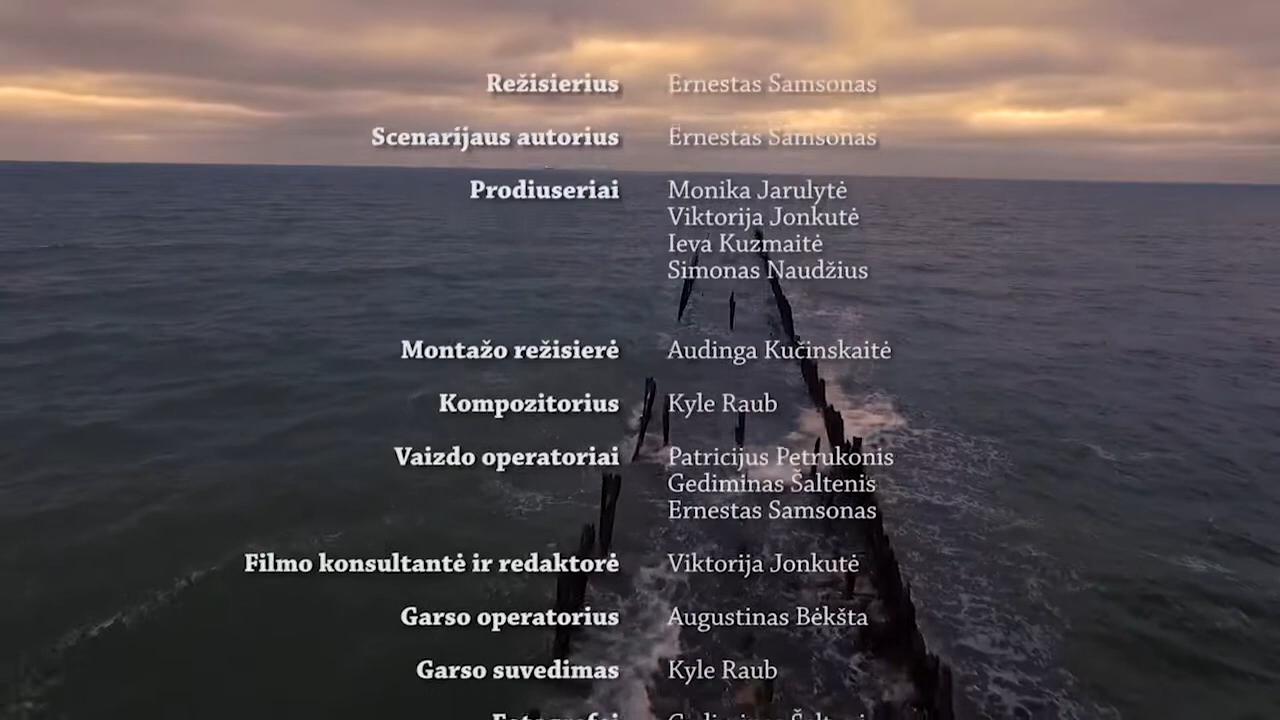 Režisierius Ernestas Samsonas
Scenarijaus autorius Ernestas Samsonas
Prodiuseriai Monika Jarulytė
Viktorija Jonkutė
Ieva Kuzmaitė
Simonas Naudžius
Montažo režisierė Audinga Kučinskaitė
Kompozitorius Kyle Raub
Vaizdo operatoriai Patricijus Petrukonis
Gediminas Šaltenis
Ernestas Samsonas
Filmo konsultantė ir redaktorė Viktorija Jonkutė
Garso operatorius Augustinas Bėkšta
Garso suvedimas Kyle Raub